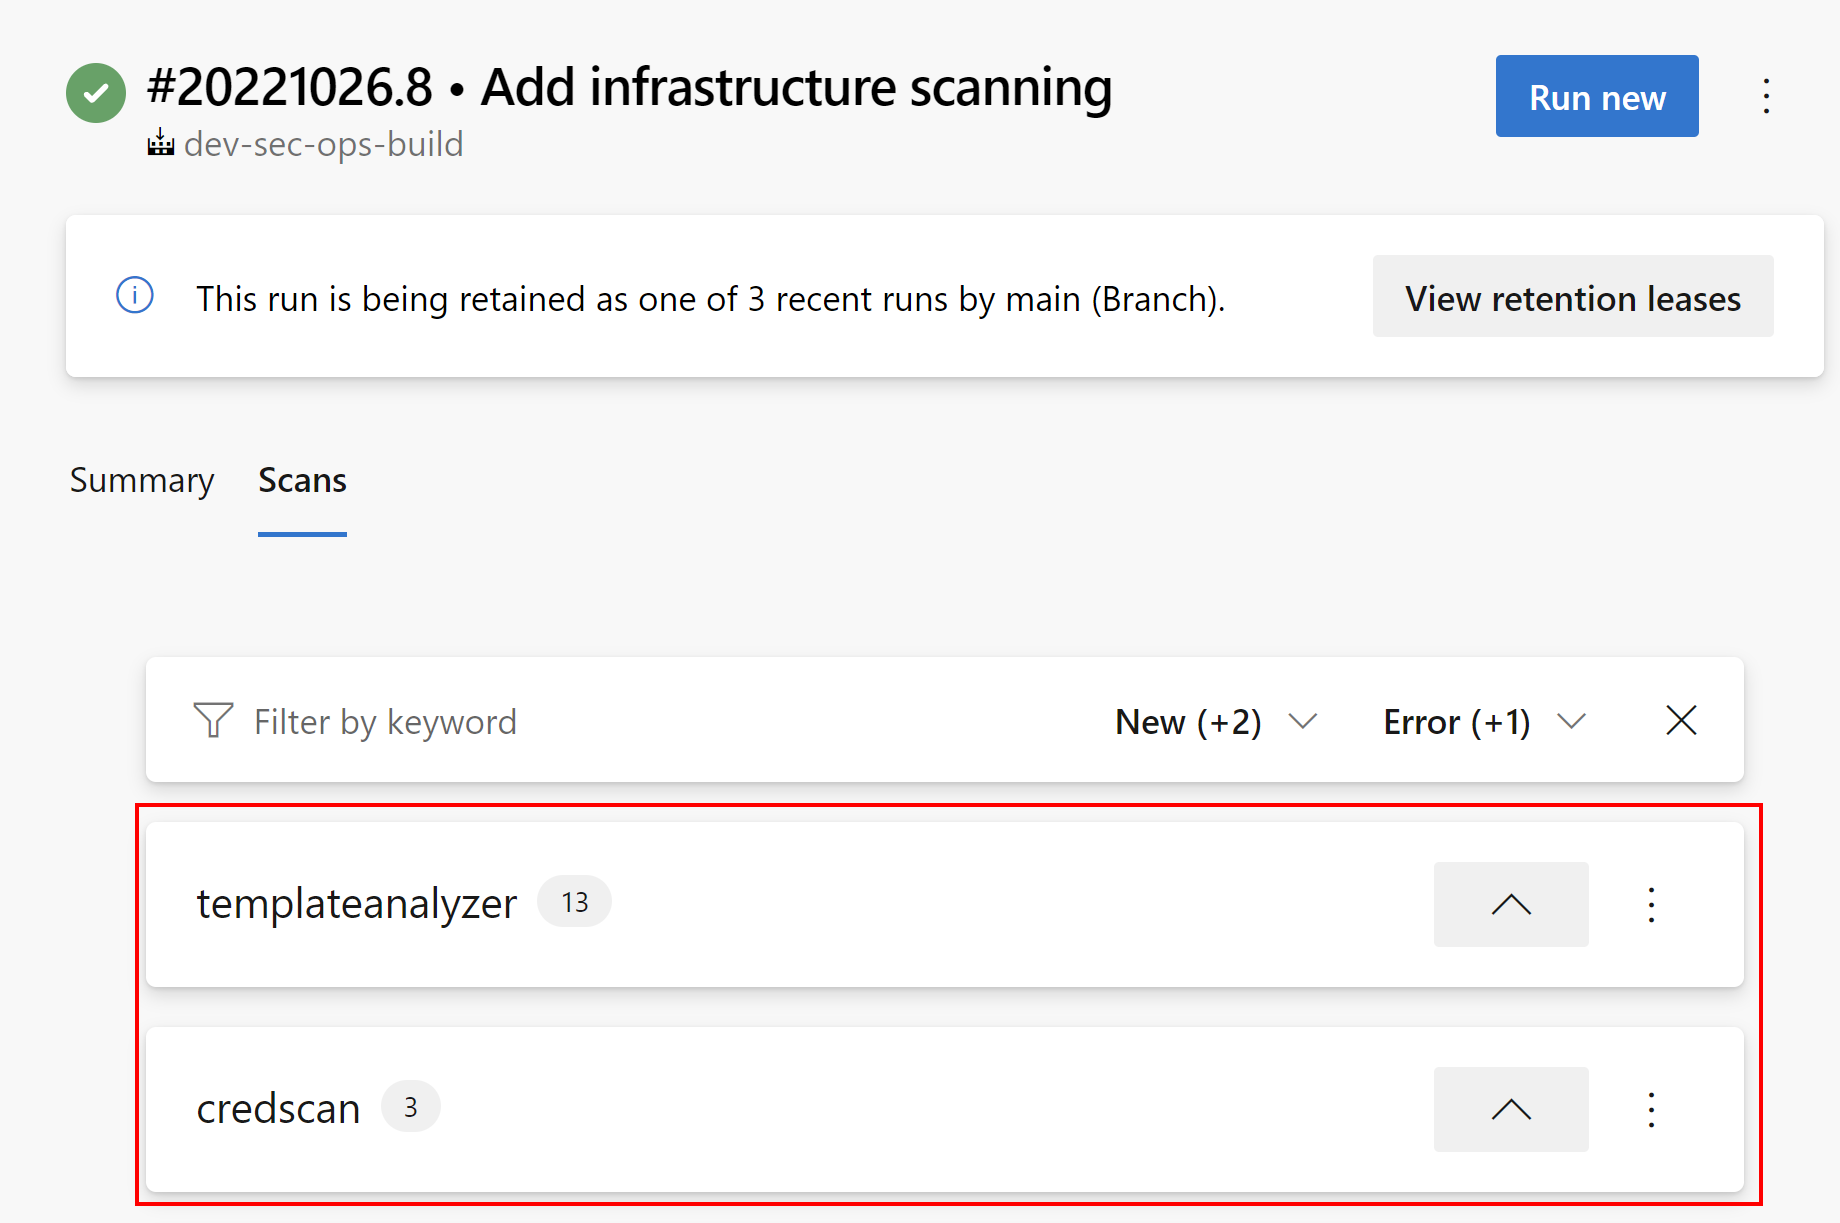 #20221026.8 • Add infrastructure scanning
Run new
dev-sec-ops-build
This run is being retained as one of 3 recent runs by main (Branch).
View retention leases
Summary
Scans
Filter by keyword
New (+2)
Error (+1)
templateanalyzer 13
credscan 3